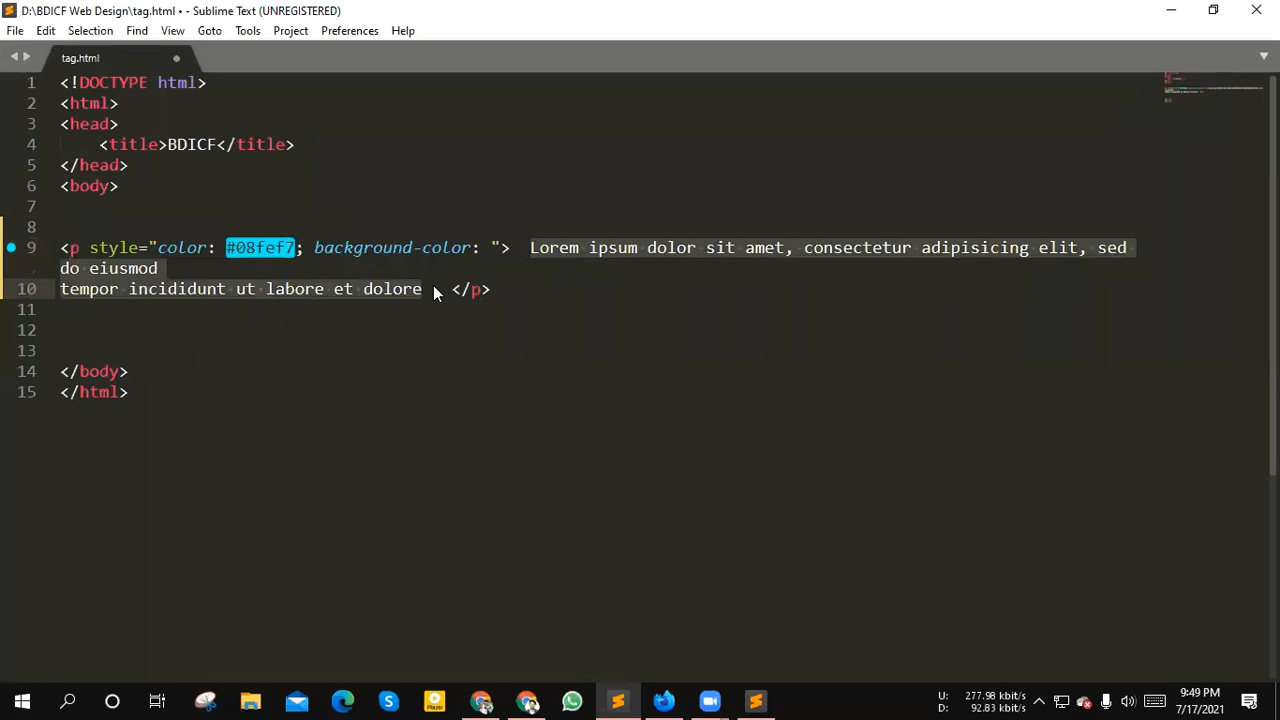 D:\BDICF Web Design\tag.html • - Sublime Text (UNREGISTERED)
File Edit Selection Find View Goto Tools Project Preferences Help
tag.html
1 <!DOCTYPE html>
2 <html>
3 <head>
4 <title>BDICF</title>
5 </head>
6 <body>
7
8
9 <p style="color: #08fef7; background-color: "> Lorem ipsum dolor sit amet, consectetur adipisicing elit, sed
do eiusmod
10 tempor incididunt ut labore et dolore </p>
11
12
13
14 </body>
15 </html>
Player
U: 277.98 kbit/s
D: 92.83 kbit/s
9:49 PM
7/17/2021